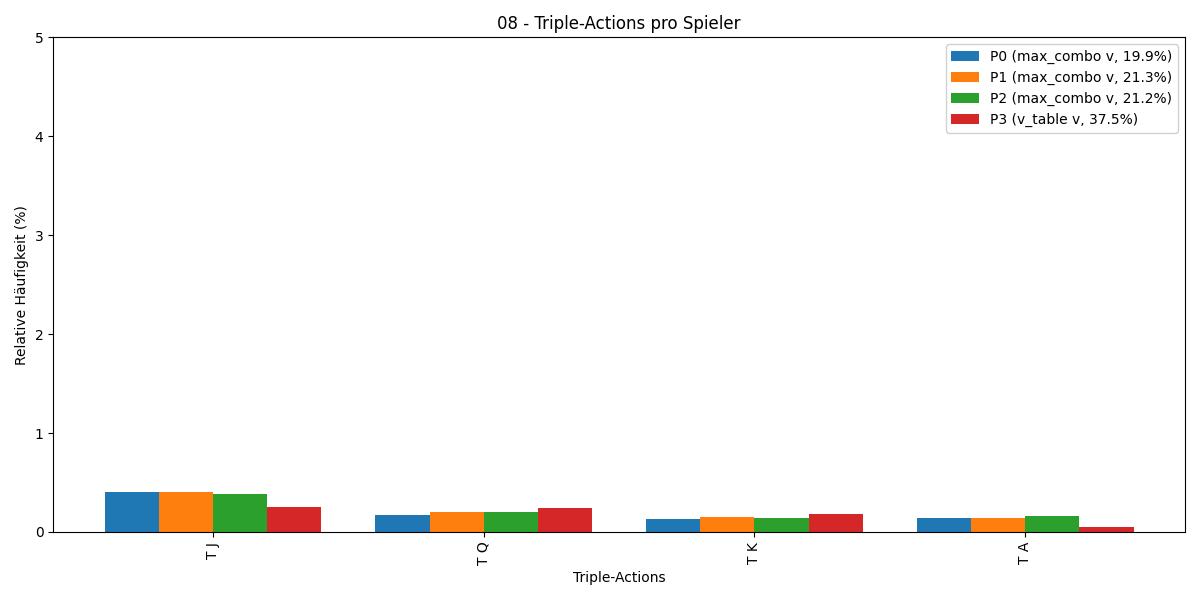 08 - Triple-Actions pro Spieler
P0 (max_combo v, 19.9%)
P1 (max_combo v, 21.3%)
P2 (max_combo v, 21.2%)
P3 (v_table v, 37.5%)
Relative Häufigkeit (%)
5
4
3
2
1
0
T J
T Q
T K
T A
Triple-Actions